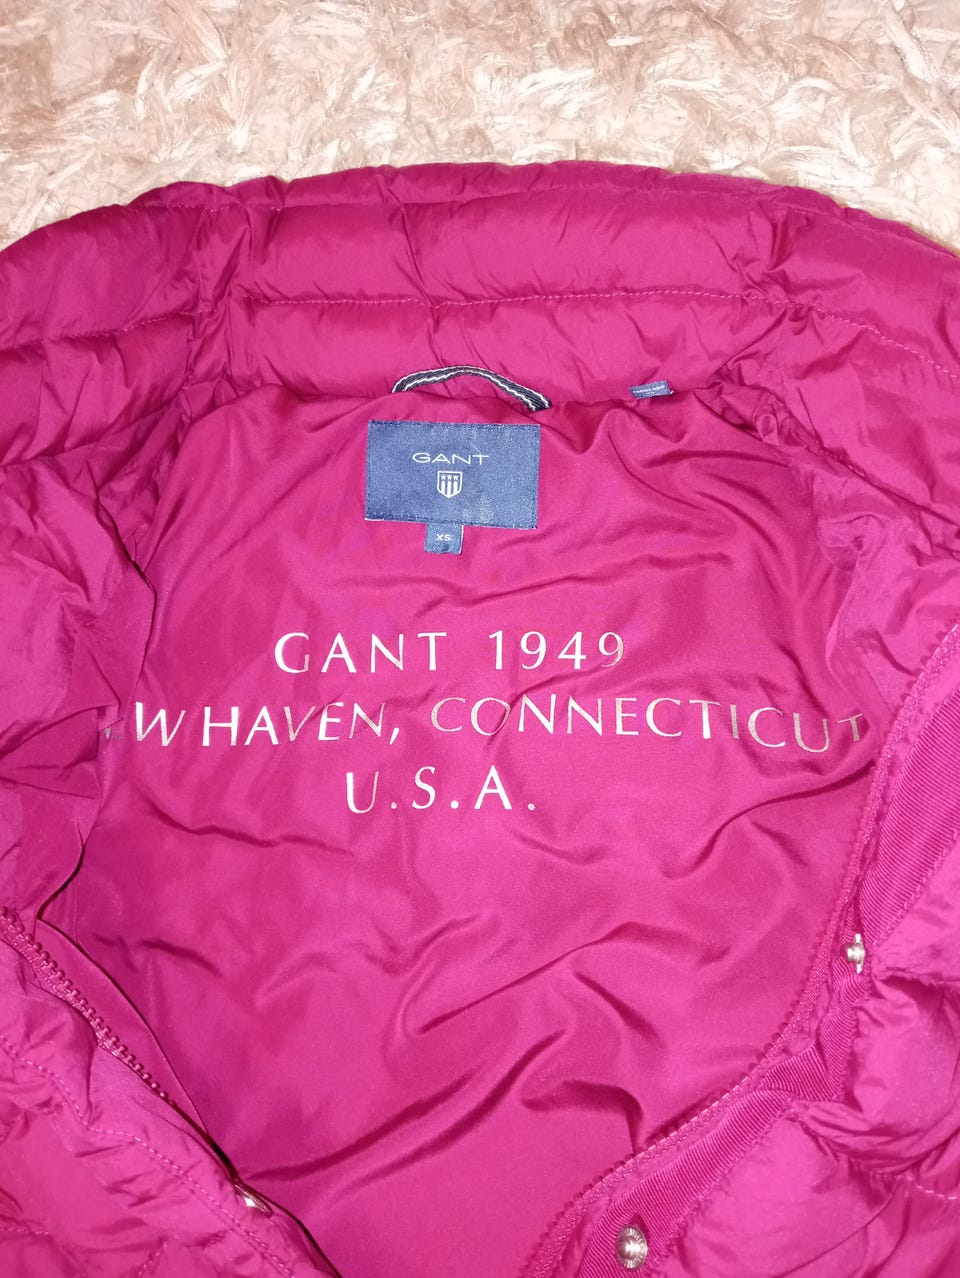 GANT
XS
GANT 1949
HAVEN, CONNECTICUT
U.S.A.